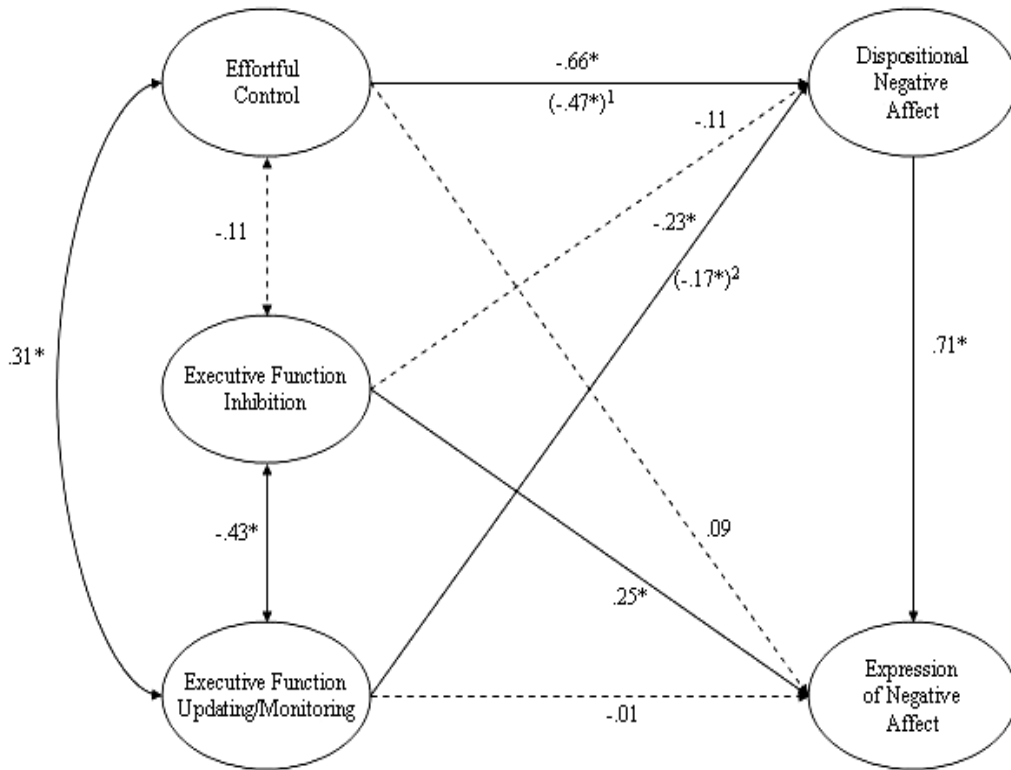 Effortful
Control
-.66*
(-.47*)¹
Dispositional
Negative
Affect
-.11
-.11
-.23*
(-.17*)²
.31*
Executive Function
Inhibition
.71*
-.43*
.09
.25*
Executive Function
Updating/Monitoring
-.01
Expression
of Negative
Affect